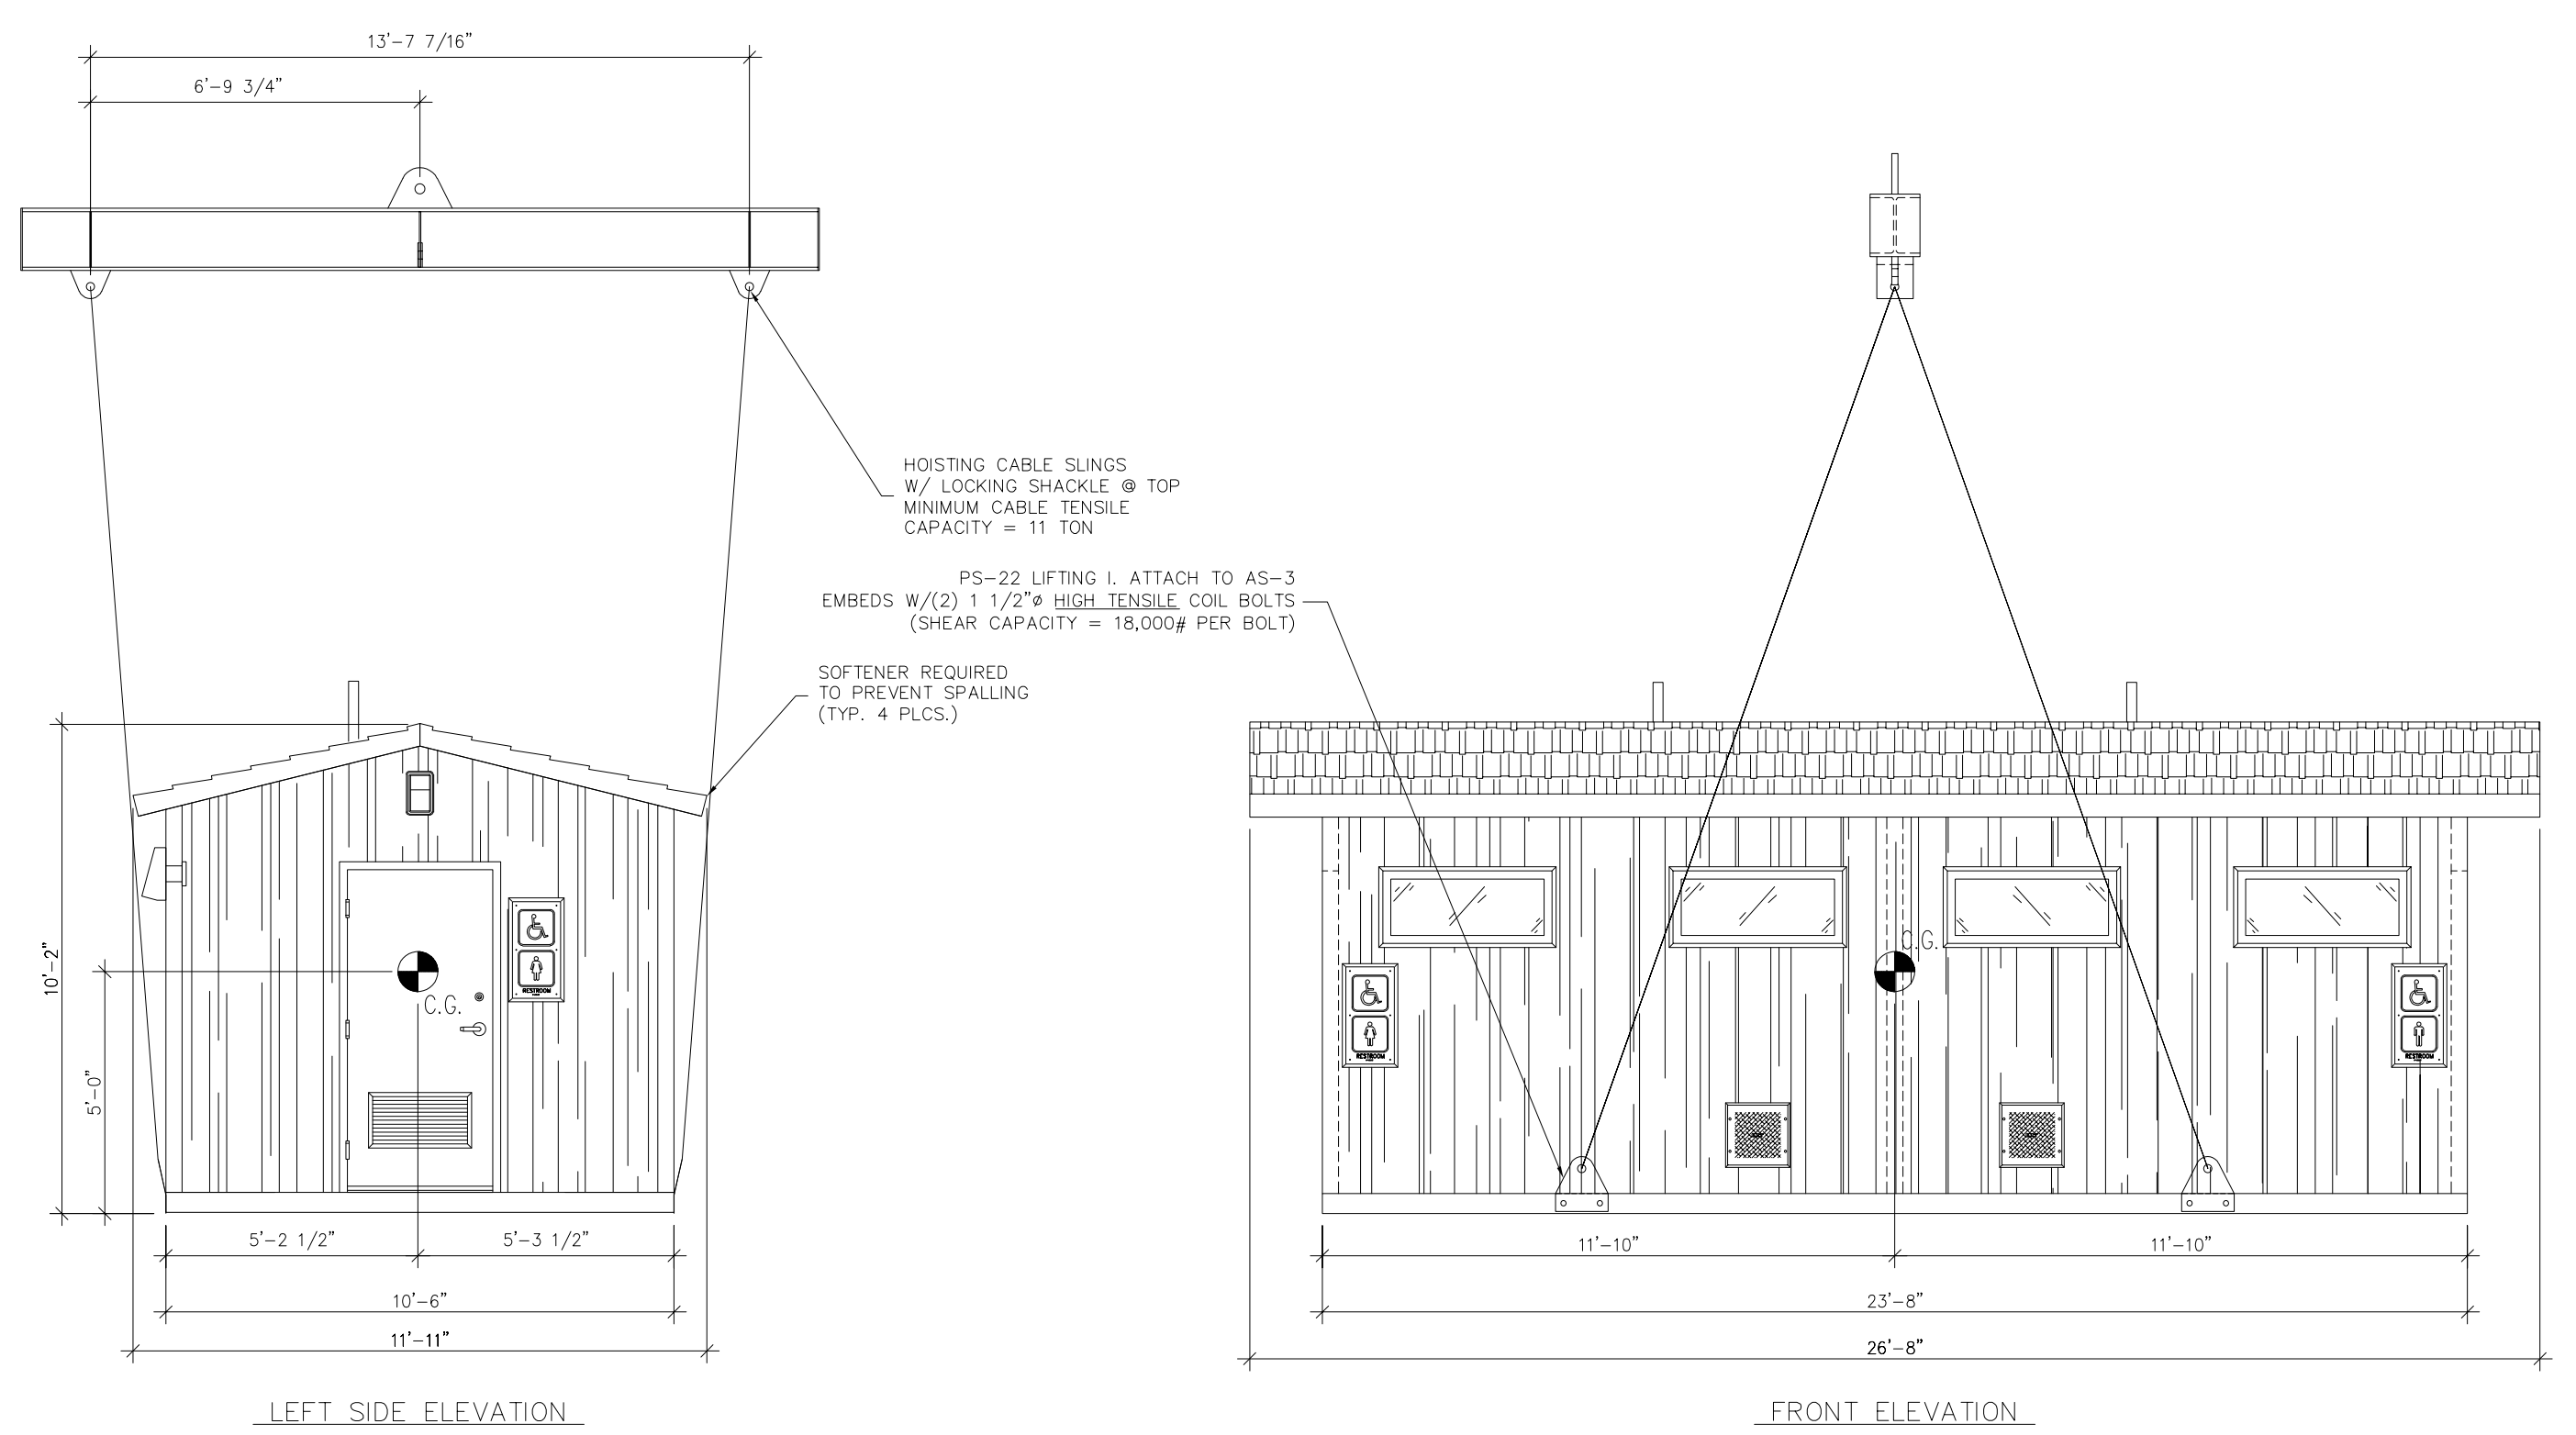 13'-7 7/16"
6'-9 3/4"
HOISTING CABLE SLINGS
W/ LOCKING SHACKLE @ TOP
MINIMUM CABLE TENSILE
CAPACITY = 11 TON
PS-22 LIFTING I. ATTACH TO AS-3
EMBEDS W/(2) 1 1/2"ø HIGH TENSILE COIL BOLTS
(SHEAR CAPACITY = 18,000# PER BOLT)
SOFTENER REQUIRED
TO PREVENT SPALLING
(TYP. 4 PLCS.)
10'-2"
5'-0"
C.G.
RESTROOM
5'-2 1/2"
5'-3 1/2"
10'-6"
11'-11"
LEFT SIDE ELEVATION
C.G.
RESTROOM
RESTROOM
11'-10"
11'-10"
23'-8"
26'-8"
FRONT ELEVATION